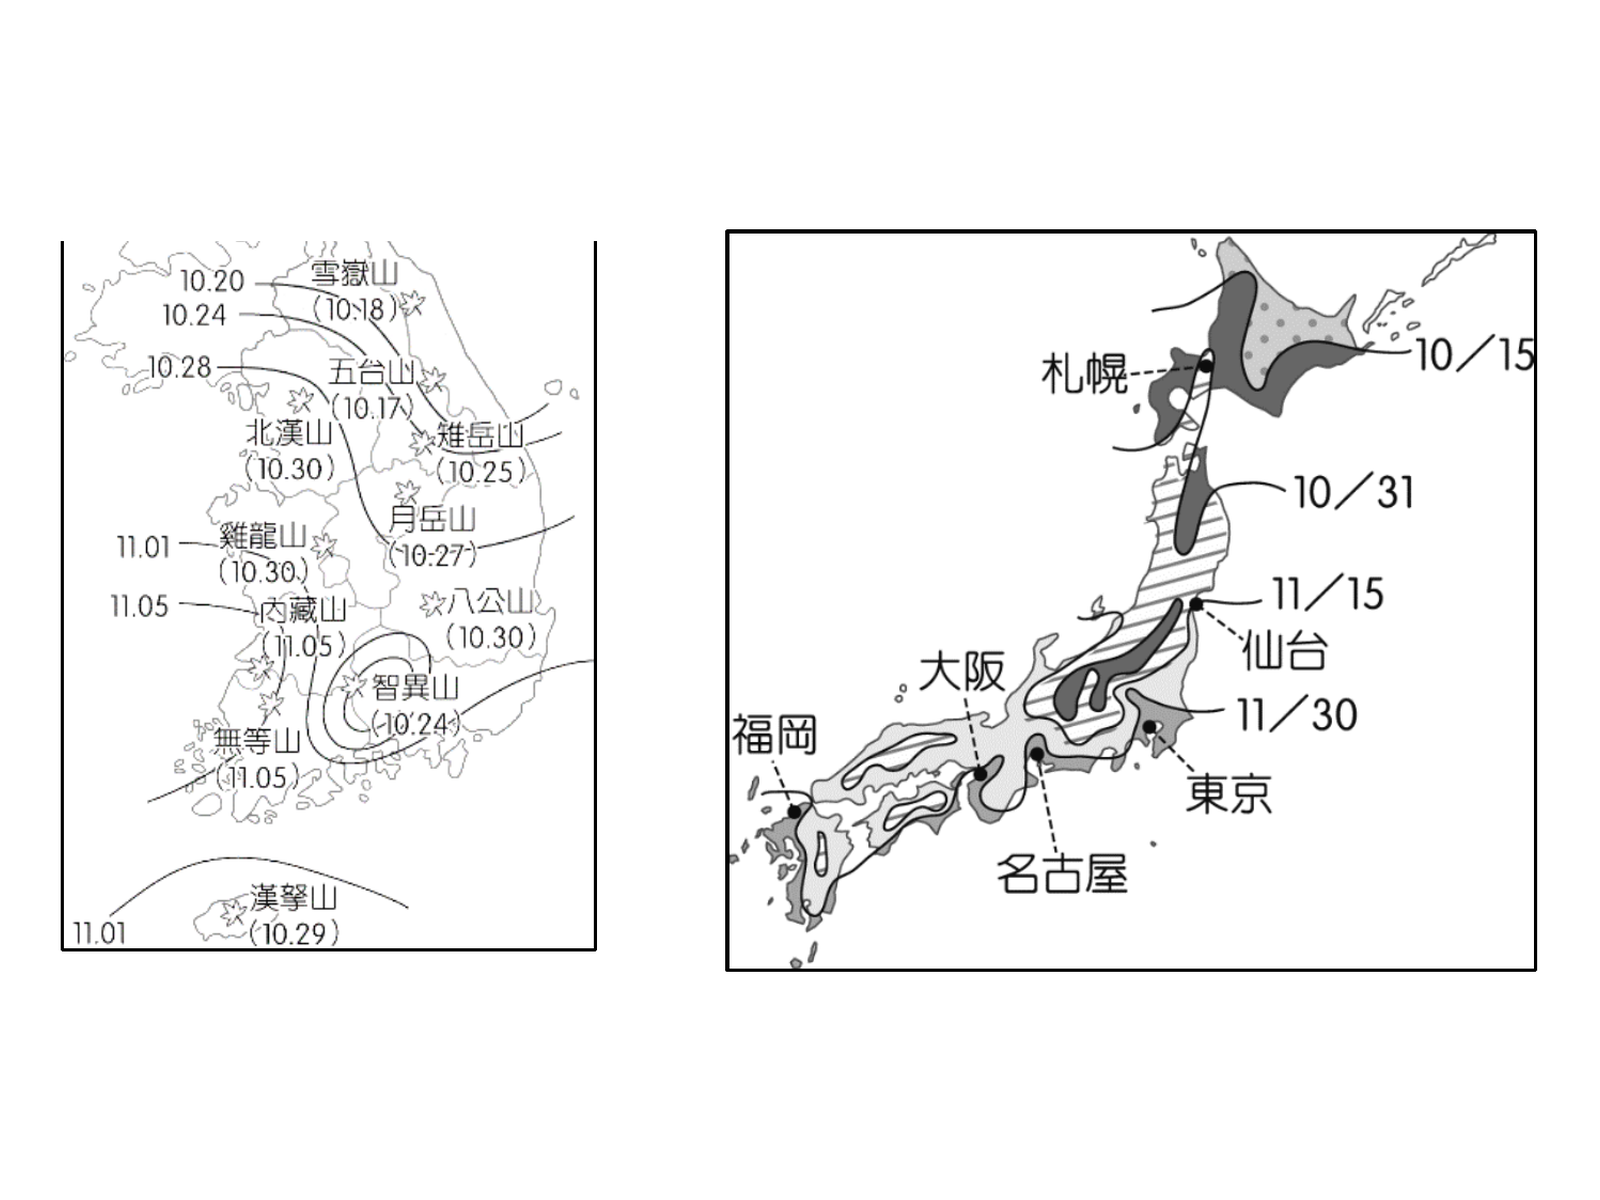 10.20
雪嶽山
(10.18)
10.24
10.28
五台山
(10.17)
北漢山
(10.30)
雉岳山
(10.25)
月岳山
(10.27)
11.01
雞龍山
(10.30)
11.05
內藏山
(11.05)
八公山
(10.30)
智異山
(10.24)
無等山
(11.05)
漢拏山
(10.29)
11.01
札幌
10/15
10/31
11/15
仙台
大阪
11/30
福岡
東京
名古屋